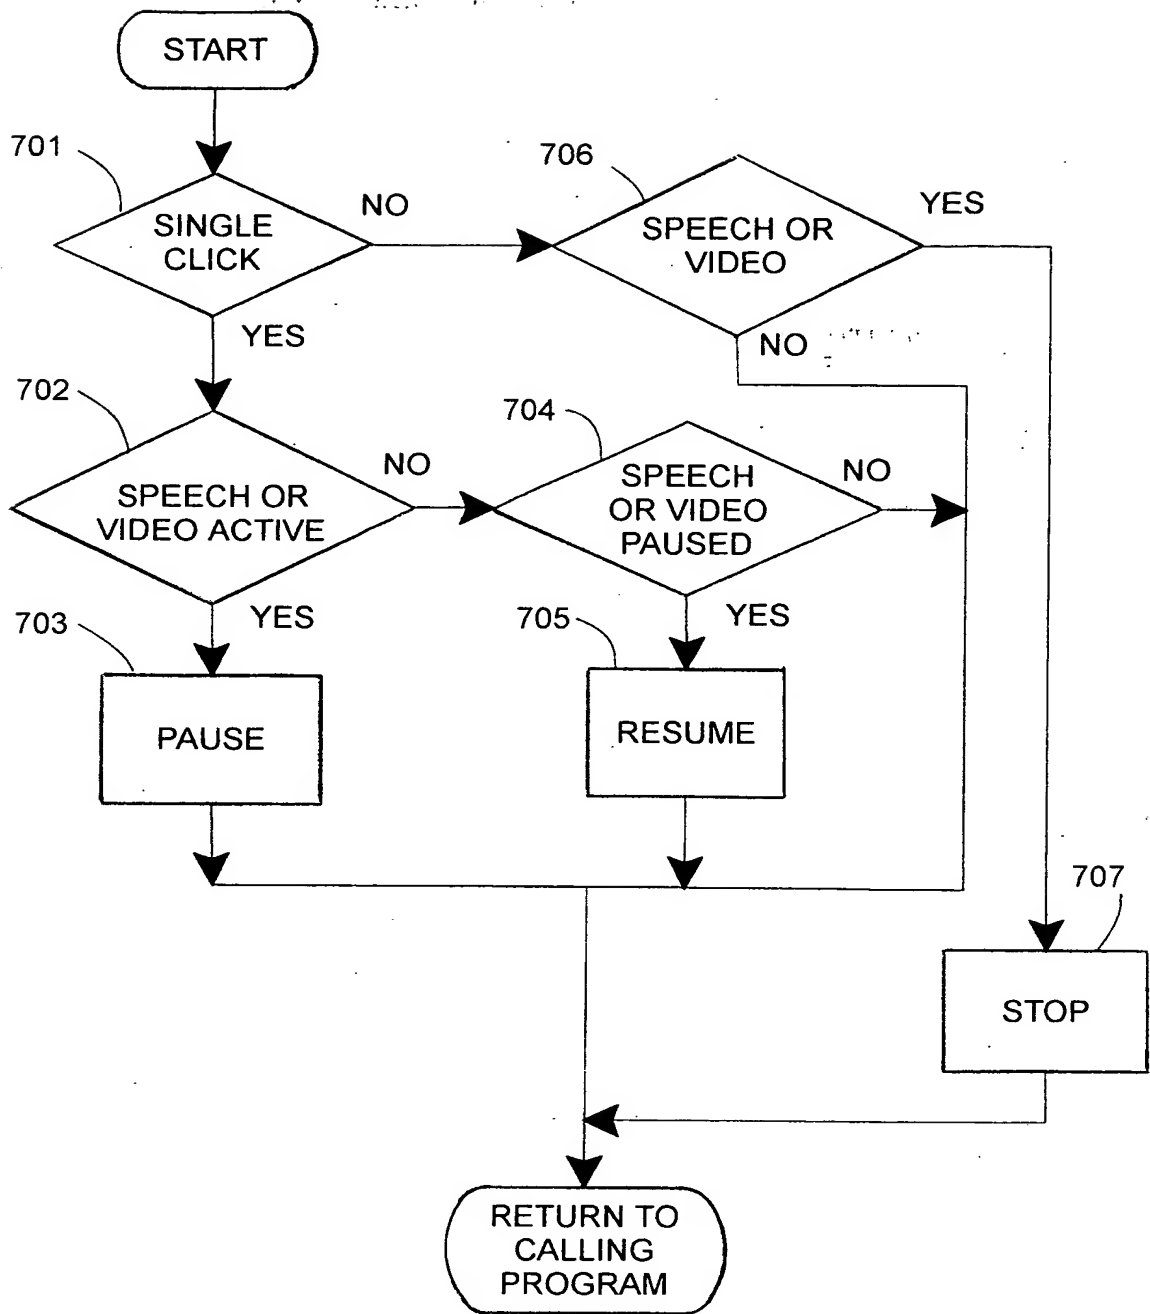 START
701
SINGLE
CLICK
NO
706
SPEECH OR
VIDEO
YES
YES
NO
702
SPEECH OR
VIDEO ACTIVE
NO
704
SPEECH
OR VIDEO
PAUSED
NO
YES
YES
703
PAUSE
705
RESUME
707
STOP
RETURN TO
CALLING
PROGRAM